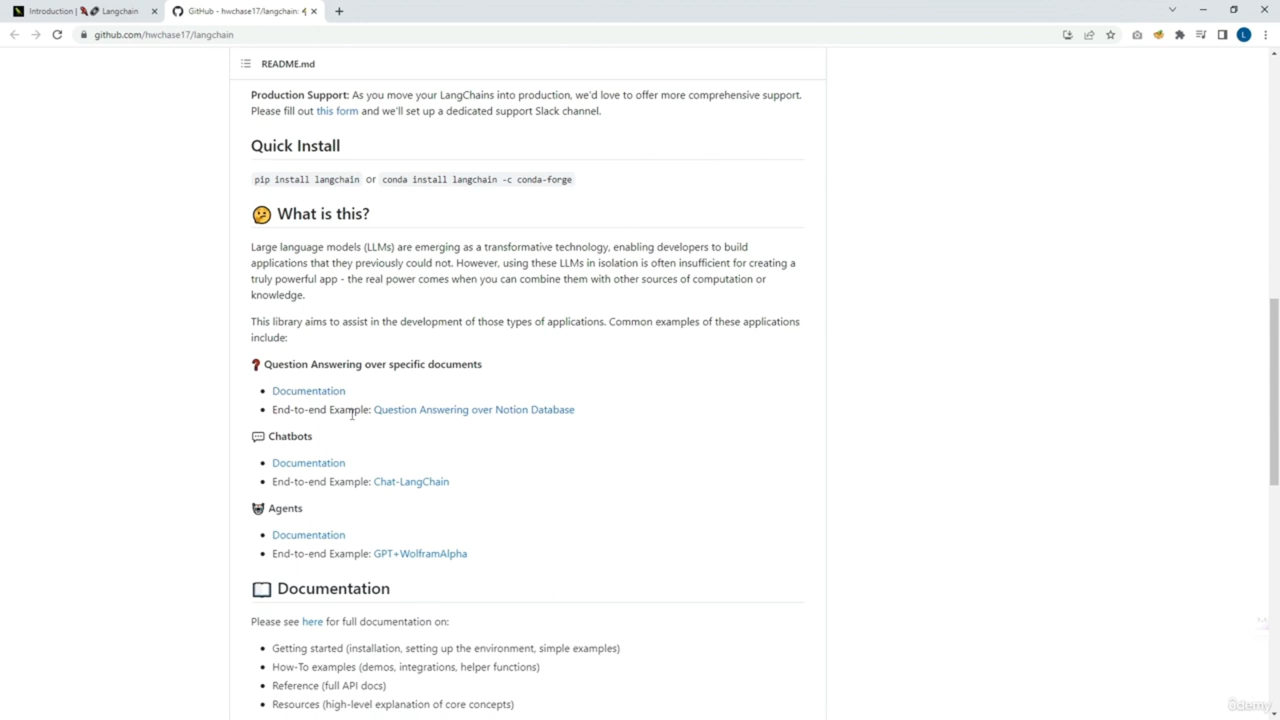 Introduction | 🦜️🔗 Langchain
GitHub - hwchase17/langchain: ⚡
github.com/hwchase17/langchain
L
README.md
Production Support: As you move your LangChains into production, we'd love to offer more comprehensive support.
Please fill out this form and we'll set up a dedicated support Slack channel.
Quick Install
pip install langchain or conda install langchain -c conda-forge
🤔 What is this?
Large language models (LLMs) are emerging as a transformative technology, enabling developers to build
applications that they previously could not. However, using these LLMs in isolation is often insufficient for creating a
truly powerful app - the real power comes when you can combine them with other sources of computation or
knowledge.
This library aims to assist in the development of those types of applications. Common examples of these applications
include:
❓ Question Answering over specific documents
• Documentation
• End-to-end Example: Question Answering over Notion Database
💬 Chatbots
• Documentation
• End-to-end Example: Chat-LangChain
🤖 Agents
• Documentation
• End-to-end Example: GPT+WolframAlpha
📖 Documentation
Please see here for full documentation on:
• Getting started (installation, setting up the environment, simple examples)
• How-To examples (demos, integrations, helper functions)
• Reference (full API docs)
• Resources (high-level explanation of core concepts)
ûdemy